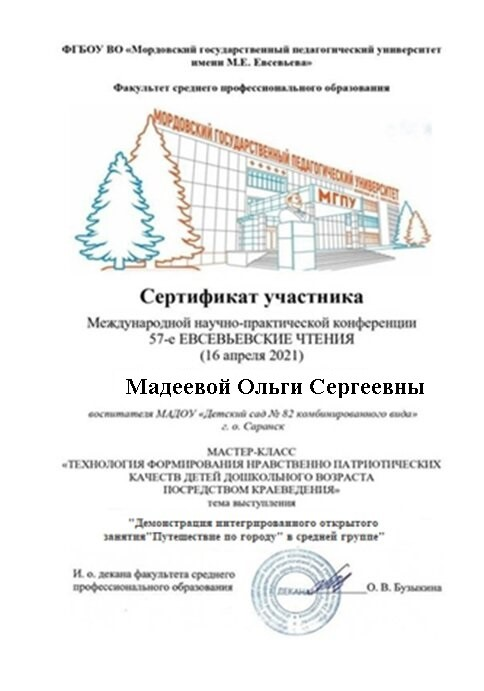 ФГБОУ ВО «Мордовский государственный педагогический университет
имени М.Е. Евсевьева»
Факультет среднего профессионального образования
МОРДОВСКИЙ ГОСУДАРСТВЕННЫЙ ПЕДАГОГИЧЕСКИЙ УНИВЕРСИТЕТ
МГПУ
Сертификат участника
Международной научно-практической конференции
57-е ЕВСЕВЬЕВСКИЕ ЧТЕНИЯ
(16 апреля 2021)
Мадеевой Ольги Сергеевны
воспитателя МАДОУ «Детский сад № 82 комбинированного вида»
г. о. Саранск
МАСТЕР-КЛАСС
«ТЕХНОЛОГИЯ ФОРМИРОВАНИЯ НРАВСТВЕННО ПАТРИОТИЧЕСКИХ
КАЧЕСТВ ДЕТЕЙ ДОШКОЛЬНОГО ВОЗРАСТА
ПОСРЕДСТВОМ КРАЕВЕДЕНИЯ»
тема выступления
"Демонстрация интегрированного открытого
занятия"Путешествие по городу" в средней группе"
И. о. декана факультета среднего
профессионального образования
О. В. Бузыкина